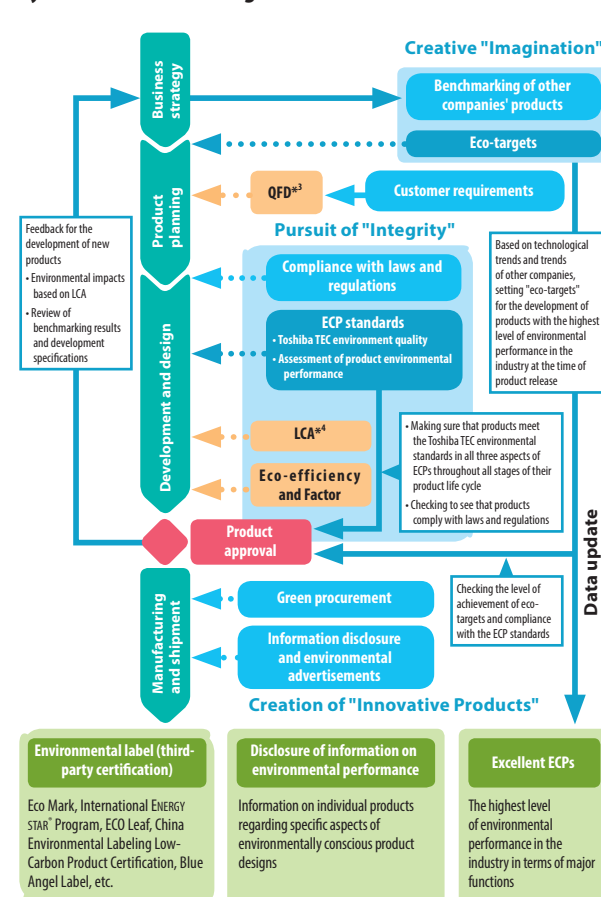 Creative "Imagination"
Business
strategy
Benchmarking of other
companies' products
Eco-targets
Product
planning
QFD*3
Customer requirements
Pursuit of "Integrity"
Feedback for the
development of new
products
• Environmental impacts
based on LCA
• Review of
benchmarking results
and development
specifications
Based on technological
trends and trends
of other companies,
setting "eco-targets"
for the development of
products with the highest
level of environmental
performance in the
industry at the time of
product release
Compliance with laws and
regulations
Development and design
ECP standards
• Toshiba TEC environment quality
• Assessment of product environmental
performance
LCA*4
Eco-efficiency
and Factor
• Making sure that products meet
the Toshiba TEC environmental
standards in all three aspects of
ECPs throughout all stages of their
product life cycle
• Checking to see that products
comply with laws and regulations
Product
approval
Data update
Checking the level of
achievement of eco-
targets and compliance
with the ECP standards
Manufacturing
and shipment
Green procurement
Information disclosure
and environmental
advertisements
Creation of "Innovative Products"
Environmental label (third-
party certification)
Eco Mark, International ENERGY
STAR® Program, ECO Leaf, China
Environmental Labeling Low-
Carbon Product Certification, Blue
Angel Label, etc.
Disclosure of information on
environmental performance
Information on individual products
regarding specific aspects of
environmentally conscious product
designs
Excellent ECPs
The highest level
of environmental
performance in the
industry in terms of major
functions